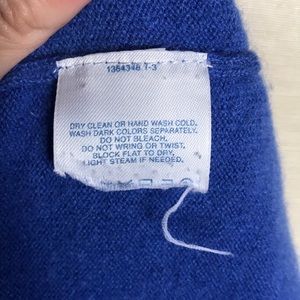 1364348 T-3
DRY CLEAN OR HAND WASH COLD.
WASH DARK COLORS SEPARATELY.
DO NOT BLEACH.
DO NOT WRING OR TWIST.
BLOCK FLAT TO DRY,
LIGHT STEAM IF NEEDED.